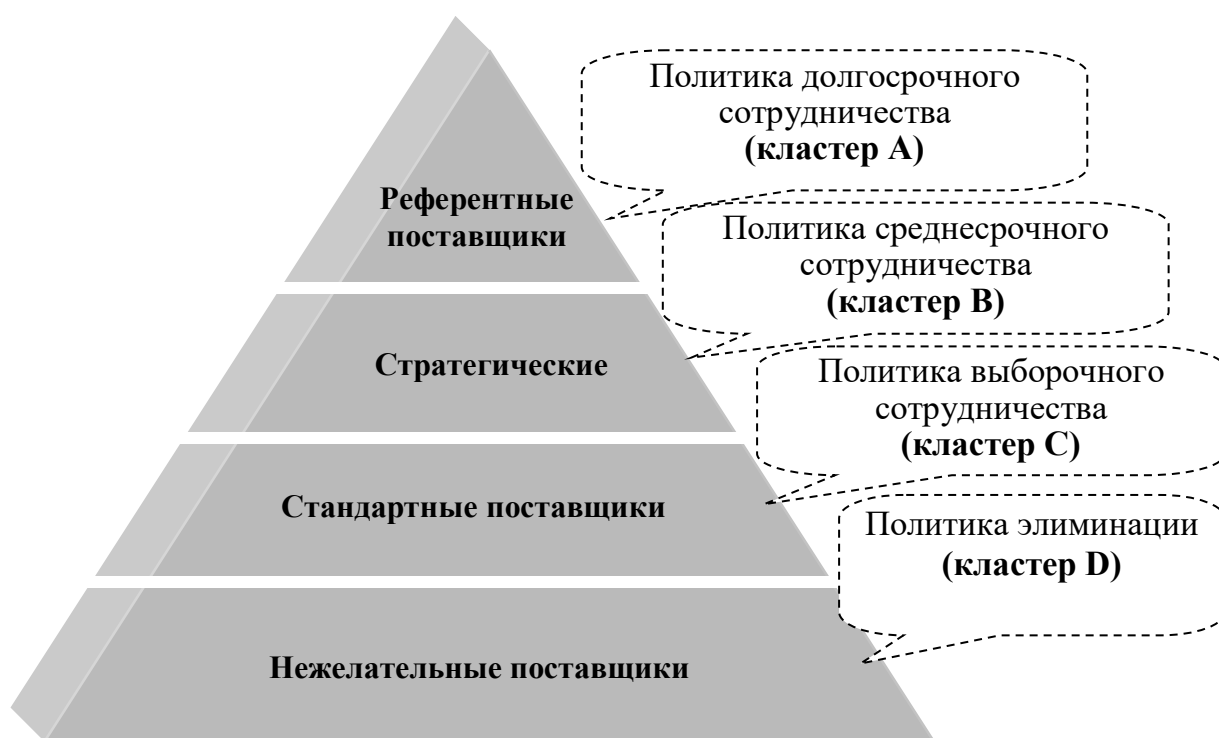 Политика долгосрочного
сотрудничества
(кластер А)
Референтные
поставщики
Политика среднесрочного
сотрудничества
(кластер В)
Стратегические
Политика выборочного
сотрудничества
(кластер С)
Стандартные поставщики
Политика элиминации
(кластер D)
Нежелательные поставщики